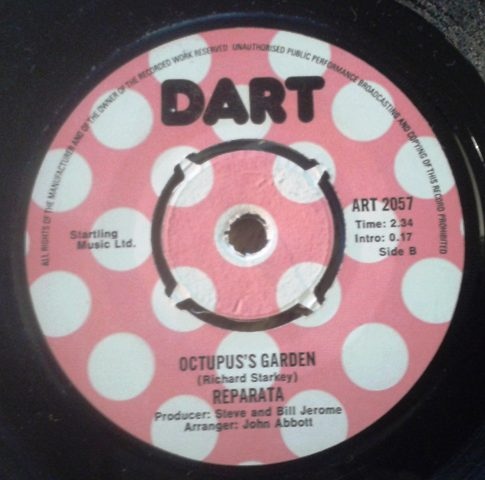 ALL RIGHTS OF THE MANUFACTURER AND OF THE OWNER OF THE RECORDED WORK RESERVED UNAUTHORISED PUBLIC PERFORMANCE BROADCASTING AND COPYING OF THIS RECORD PROHIBITED
DART
ART 2057
Time: 2.34
Intro: 0.17
Side B
Startling
Music Ltd.
OCTUPUS'S GARDEN
(Richard Starkey)
REPARATA
Producer: Steve and Bill Jerome
Arranger: John Abbott